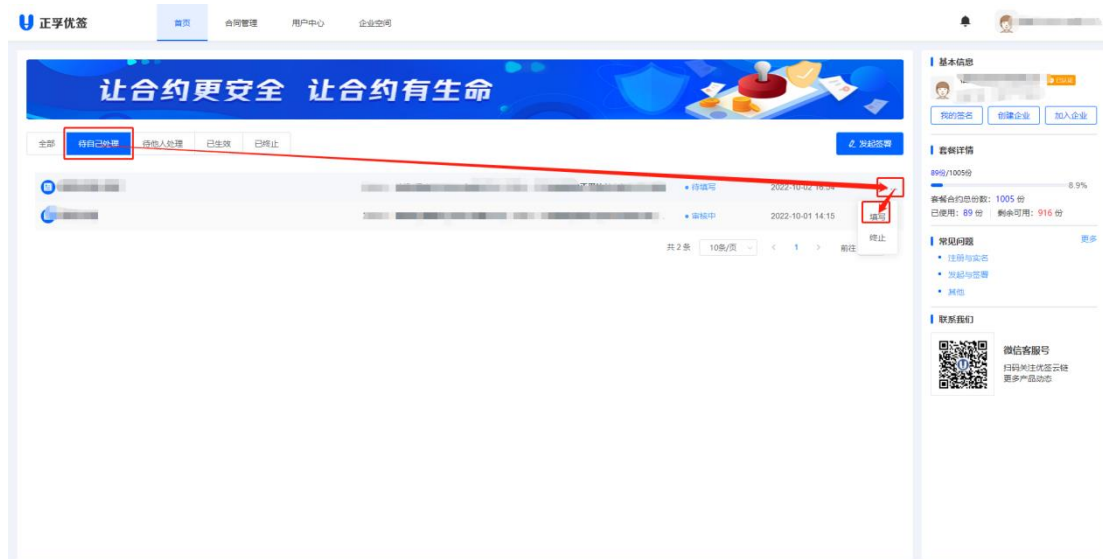 正孚优签
首页
合同管理
用户中心
企业空间
让合约更安全 让合约有生命
全部
待自己处理
待他人处理
已生效
已终止
发起签署
待填写
2022-10-02 16:34
审核中
2022-10-01 14:15
填写
终止
共 2 条
10条/页
1
前往
基本信息
我的签名
创建企业
加入企业
套餐详情
89份/1005份
8.9%
套餐合约总份数：1005 份
已使用：89 份
剩余可用：916 份
常见问题
更多
注册与实名
发起与签署
其他
联系我们
微信客服号
扫码关注优签云链
更多产品动态